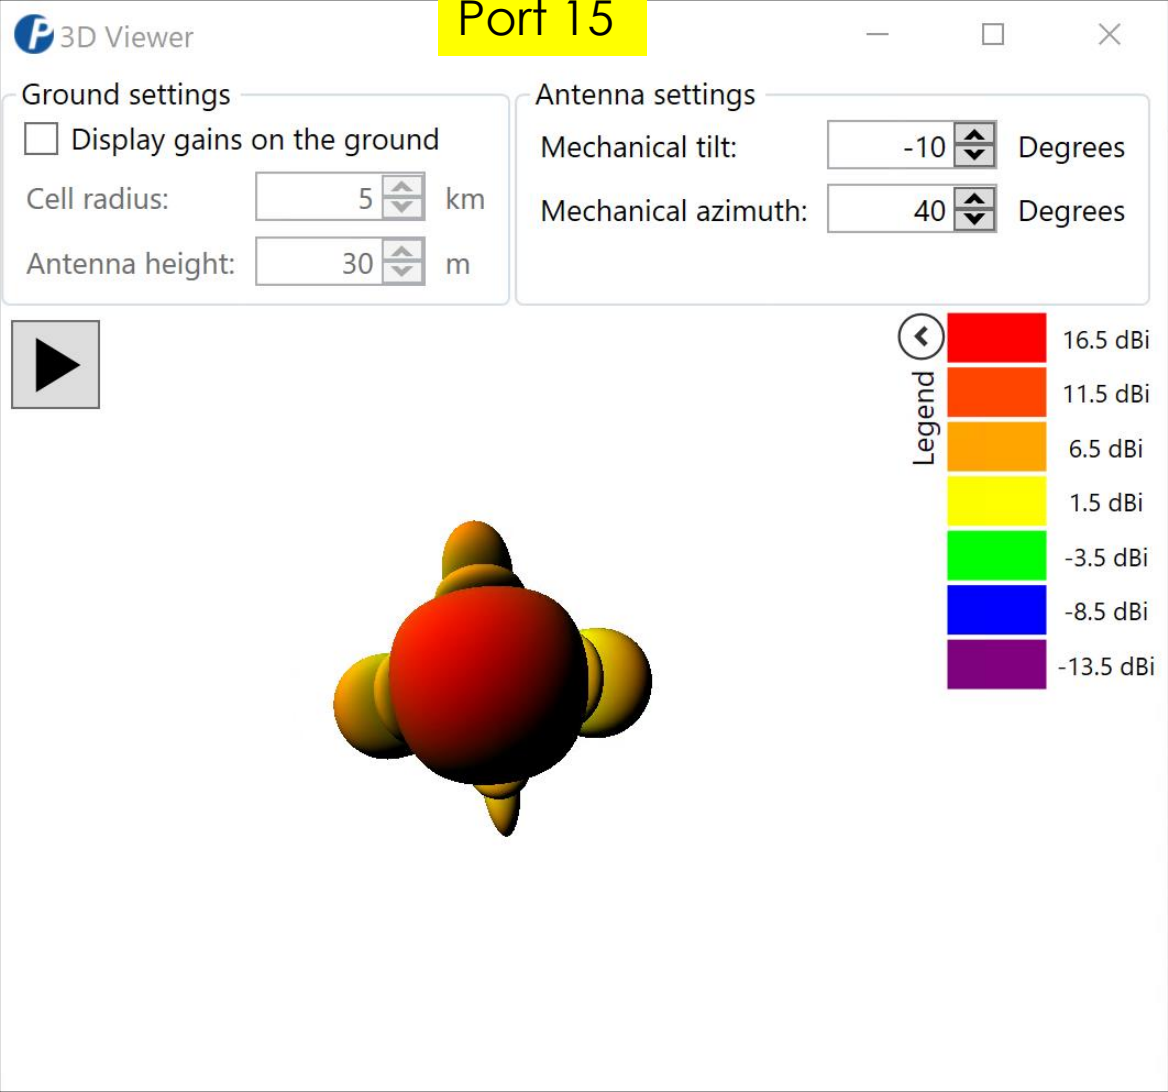 Port 15
3D Viewer
Ground settings
Display gains on the ground
Cell radius: 5 km
Antenna height: 30 m
Antenna settings
Mechanical tilt: -10 Degrees
Mechanical azimuth: 40 Degrees
Legend
16.5 dBi
11.5 dBi
6.5 dBi
1.5 dBi
-3.5 dBi
-8.5 dBi
-13.5 dBi